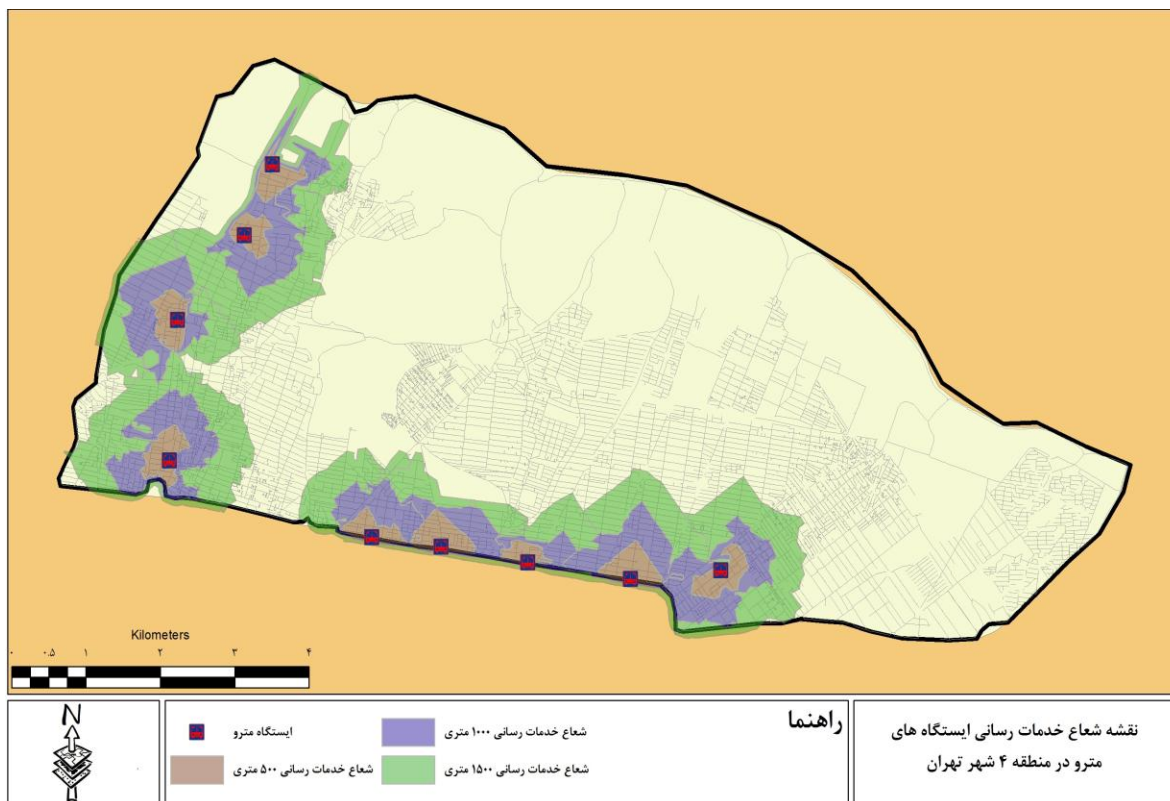 Kilometers
۰ ۰.۵ ۱ ۲ ۳ ۴
N
راهنما
ایستگاه مترو
شعاع خدمات رسانی ۱۰۰۰ متری
شعاع خدمات رسانی ۵۰۰ متری
شعاع خدمات رسانی ۱۵۰۰ متری
نقشه شعاع خدمات رسانی ایستگاه های
مترو در منطقه ۴ شهر تهران